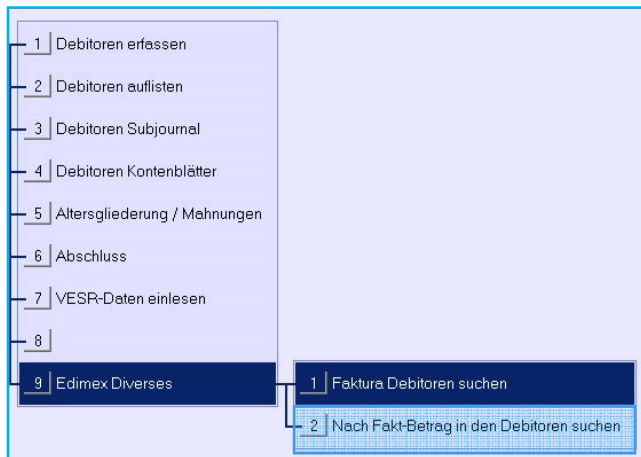 1 Debitoren erfassen
2 Debitoren auflisten
3 Debitoren Subjournal
4 Debitoren Kontenblätter
5 Altersgliederung / Mahnungen
6 Abschluss
7 VESR-Daten einlesen
8
9 Edimex Diverses
1 Faktura Debitoren suchen
2 Nach Fakt-Betrag in den Debitoren suchen